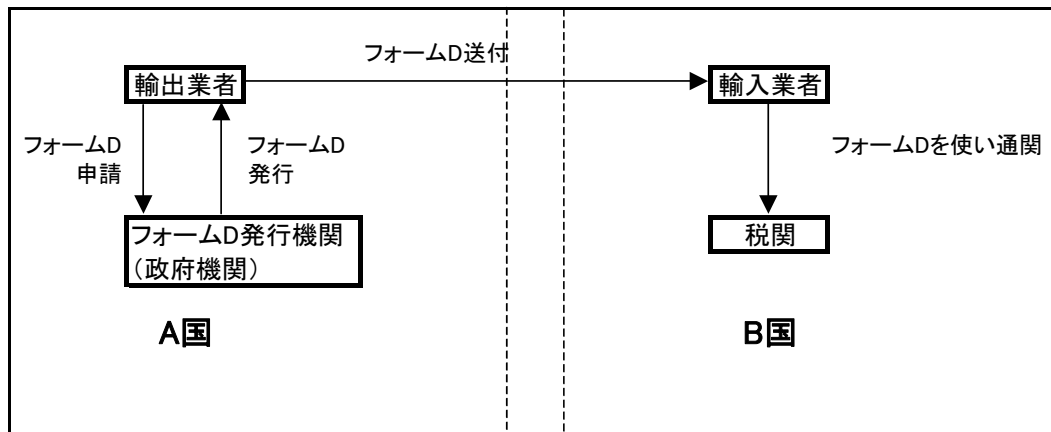 フォームD送付
輸出業者
輸入業者
フォームD
申請
フォームD
発行
フォームDを使い通関
フォームD発行機関
(政府機関)
税関
A国
B国